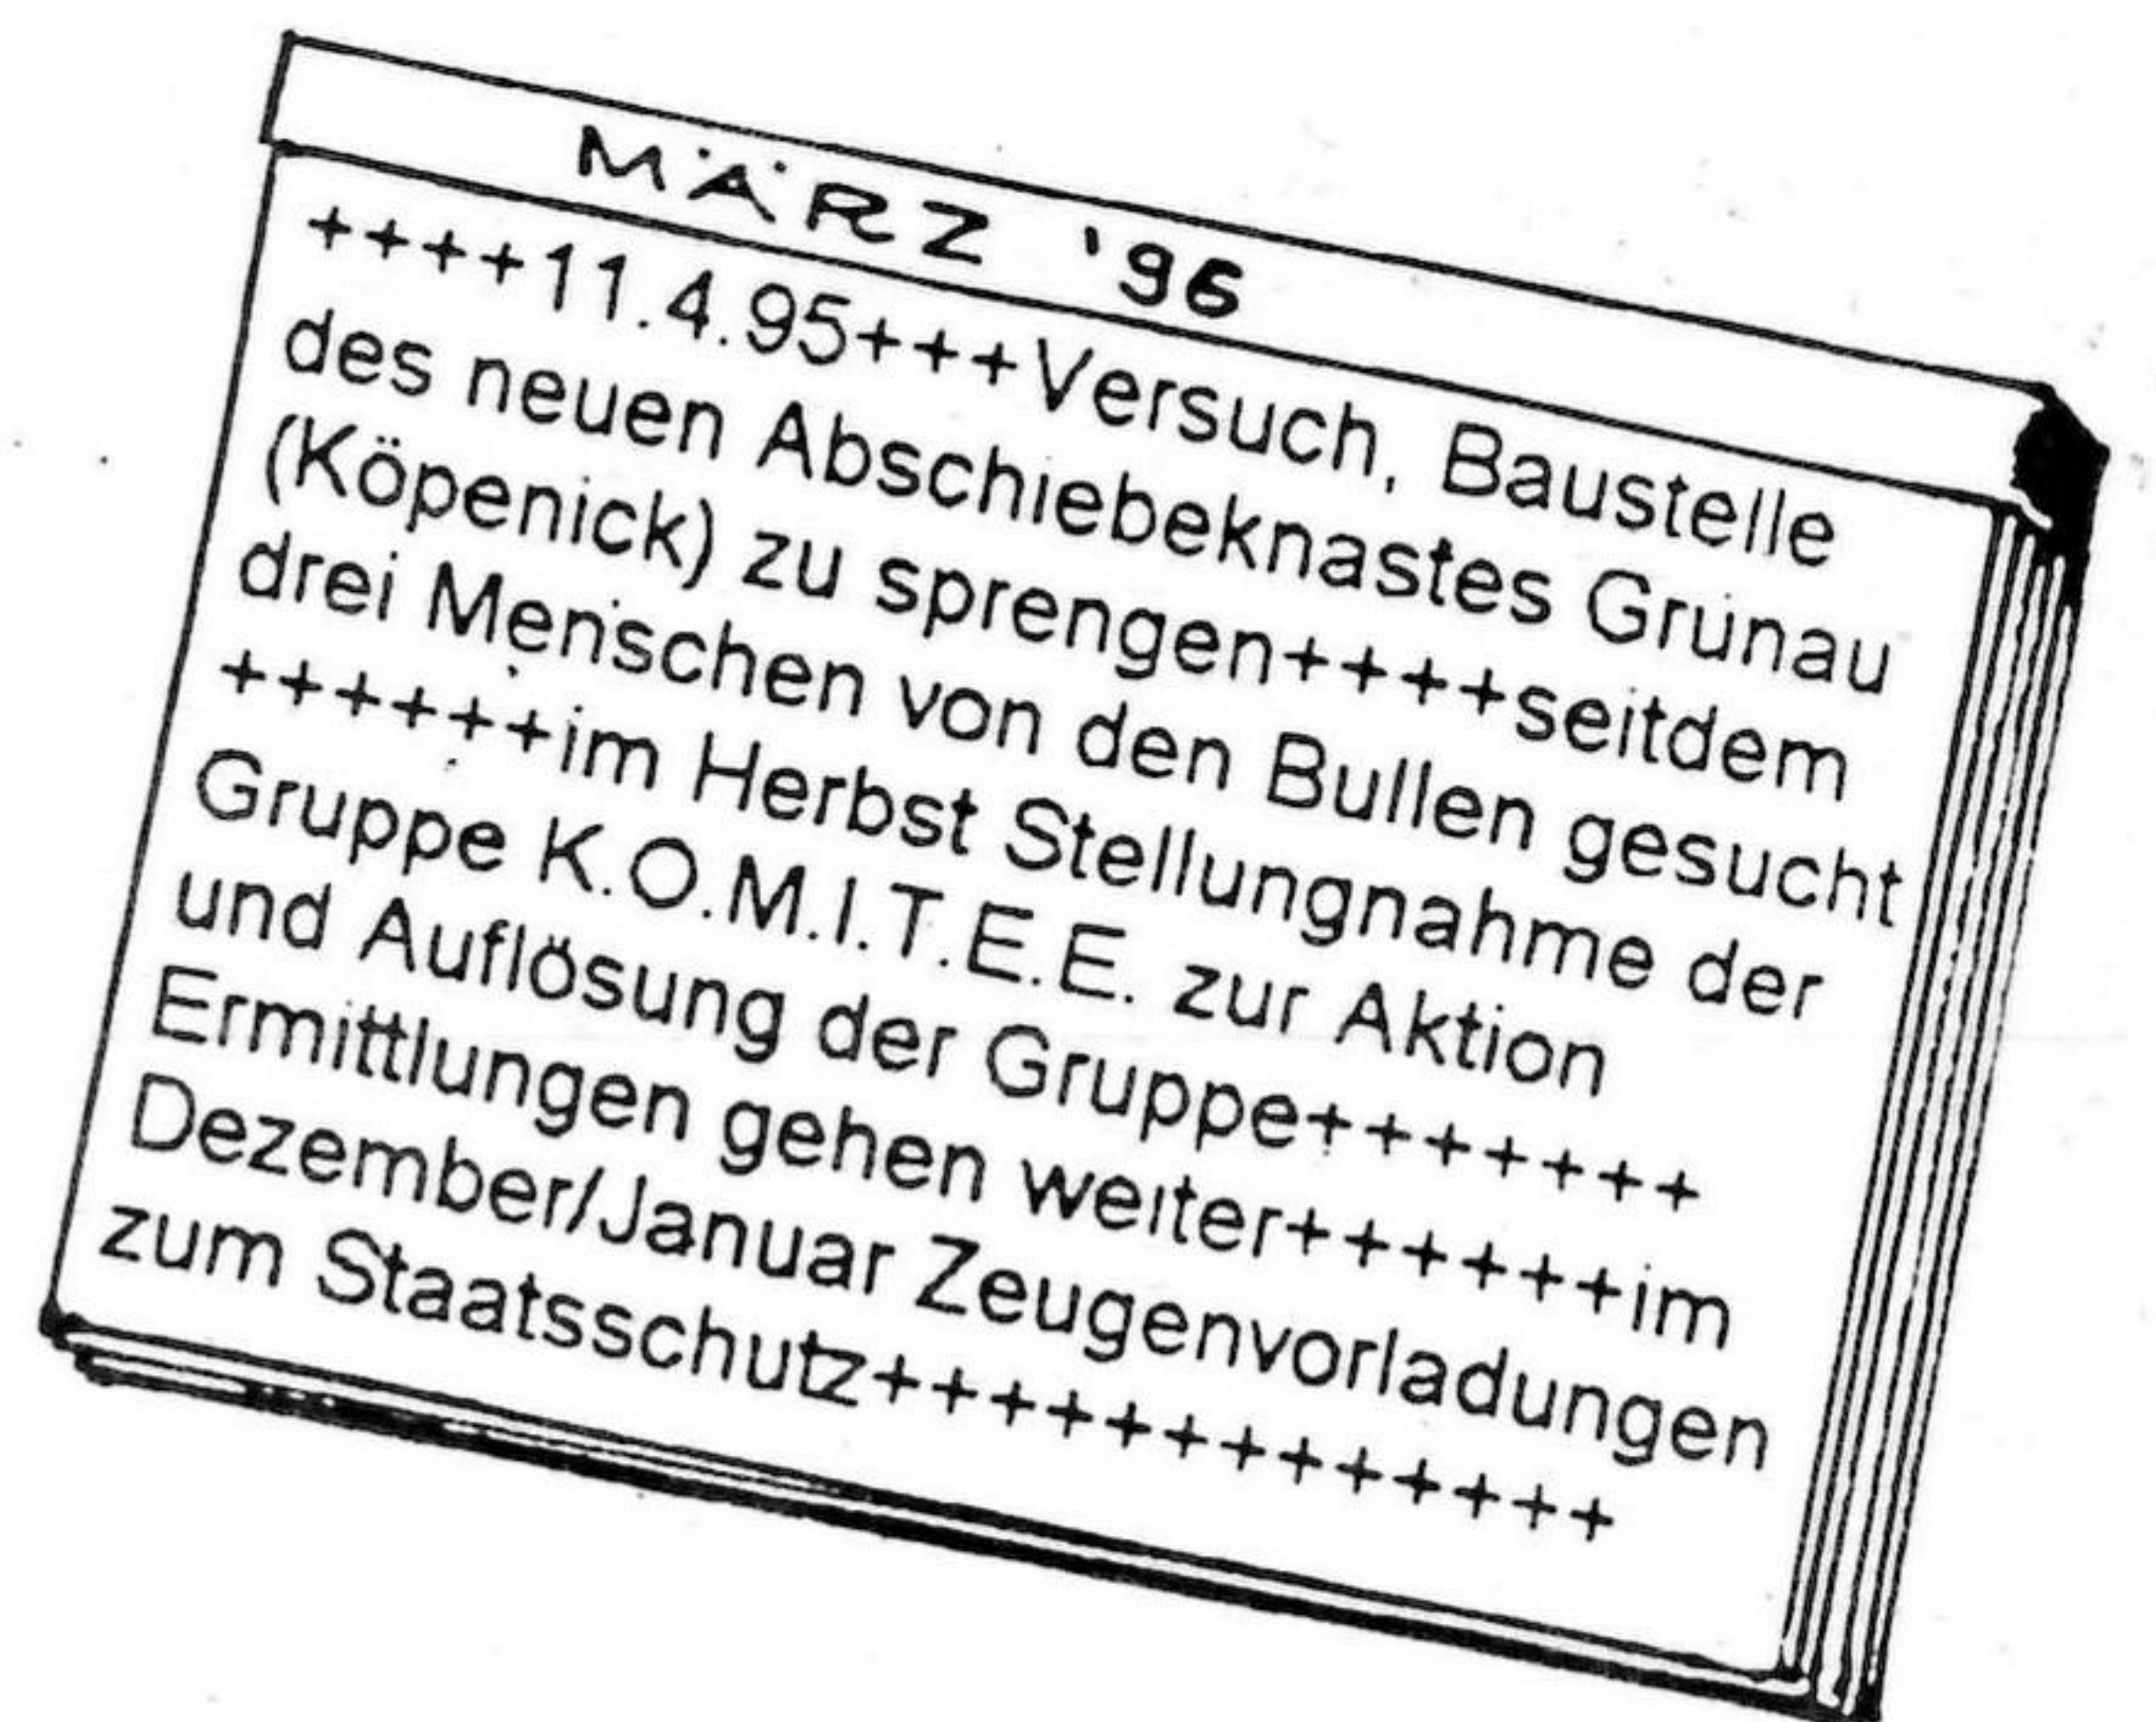 MÄRZ '96
++++11.4.95+++Versuch, Baustelle
des neuen Abschiebeknastes Grünau
(Köpenick) zu sprengen++++seitdem
drei Menschen von den Bullen gesucht
++++++im Herbst Stellungnahme der
Gruppe K.O.M.I.T.E.E. zur Aktion
und Auflösung der Gruppe+++++++
Ermittlungen gehen weiter++++++im
Dezember/Januar Zeugenvorladungen
zum Staatsschutz+++++++++++++